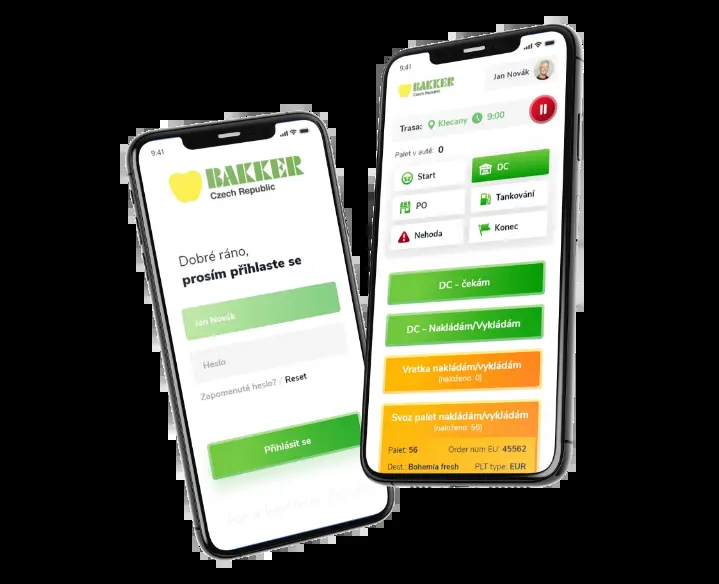 9:41
BAKKER
Czech Republic
Dobré ráno,
prosím přihlaste se
Jan Novák
Heslo
Zapomenuté heslo? / Reset
Přihlásit se
9:41
BAKKER
Czech Republic
Jan Novák
Trasa: Klecany 9:00
Palet v autě: 0
Start
DC
PO
Tankování
Nehoda
Konec
DC - čekám
DC - Nakládám/Vykládám
Vratka nakládám/vykládám
(naloženo: 0)
Svoz palet nakládám/vykládám
(naloženo: 56)
Palet: 56 Order num EU: 45562
Dest.: Bohemia fresh PLT type: EUR